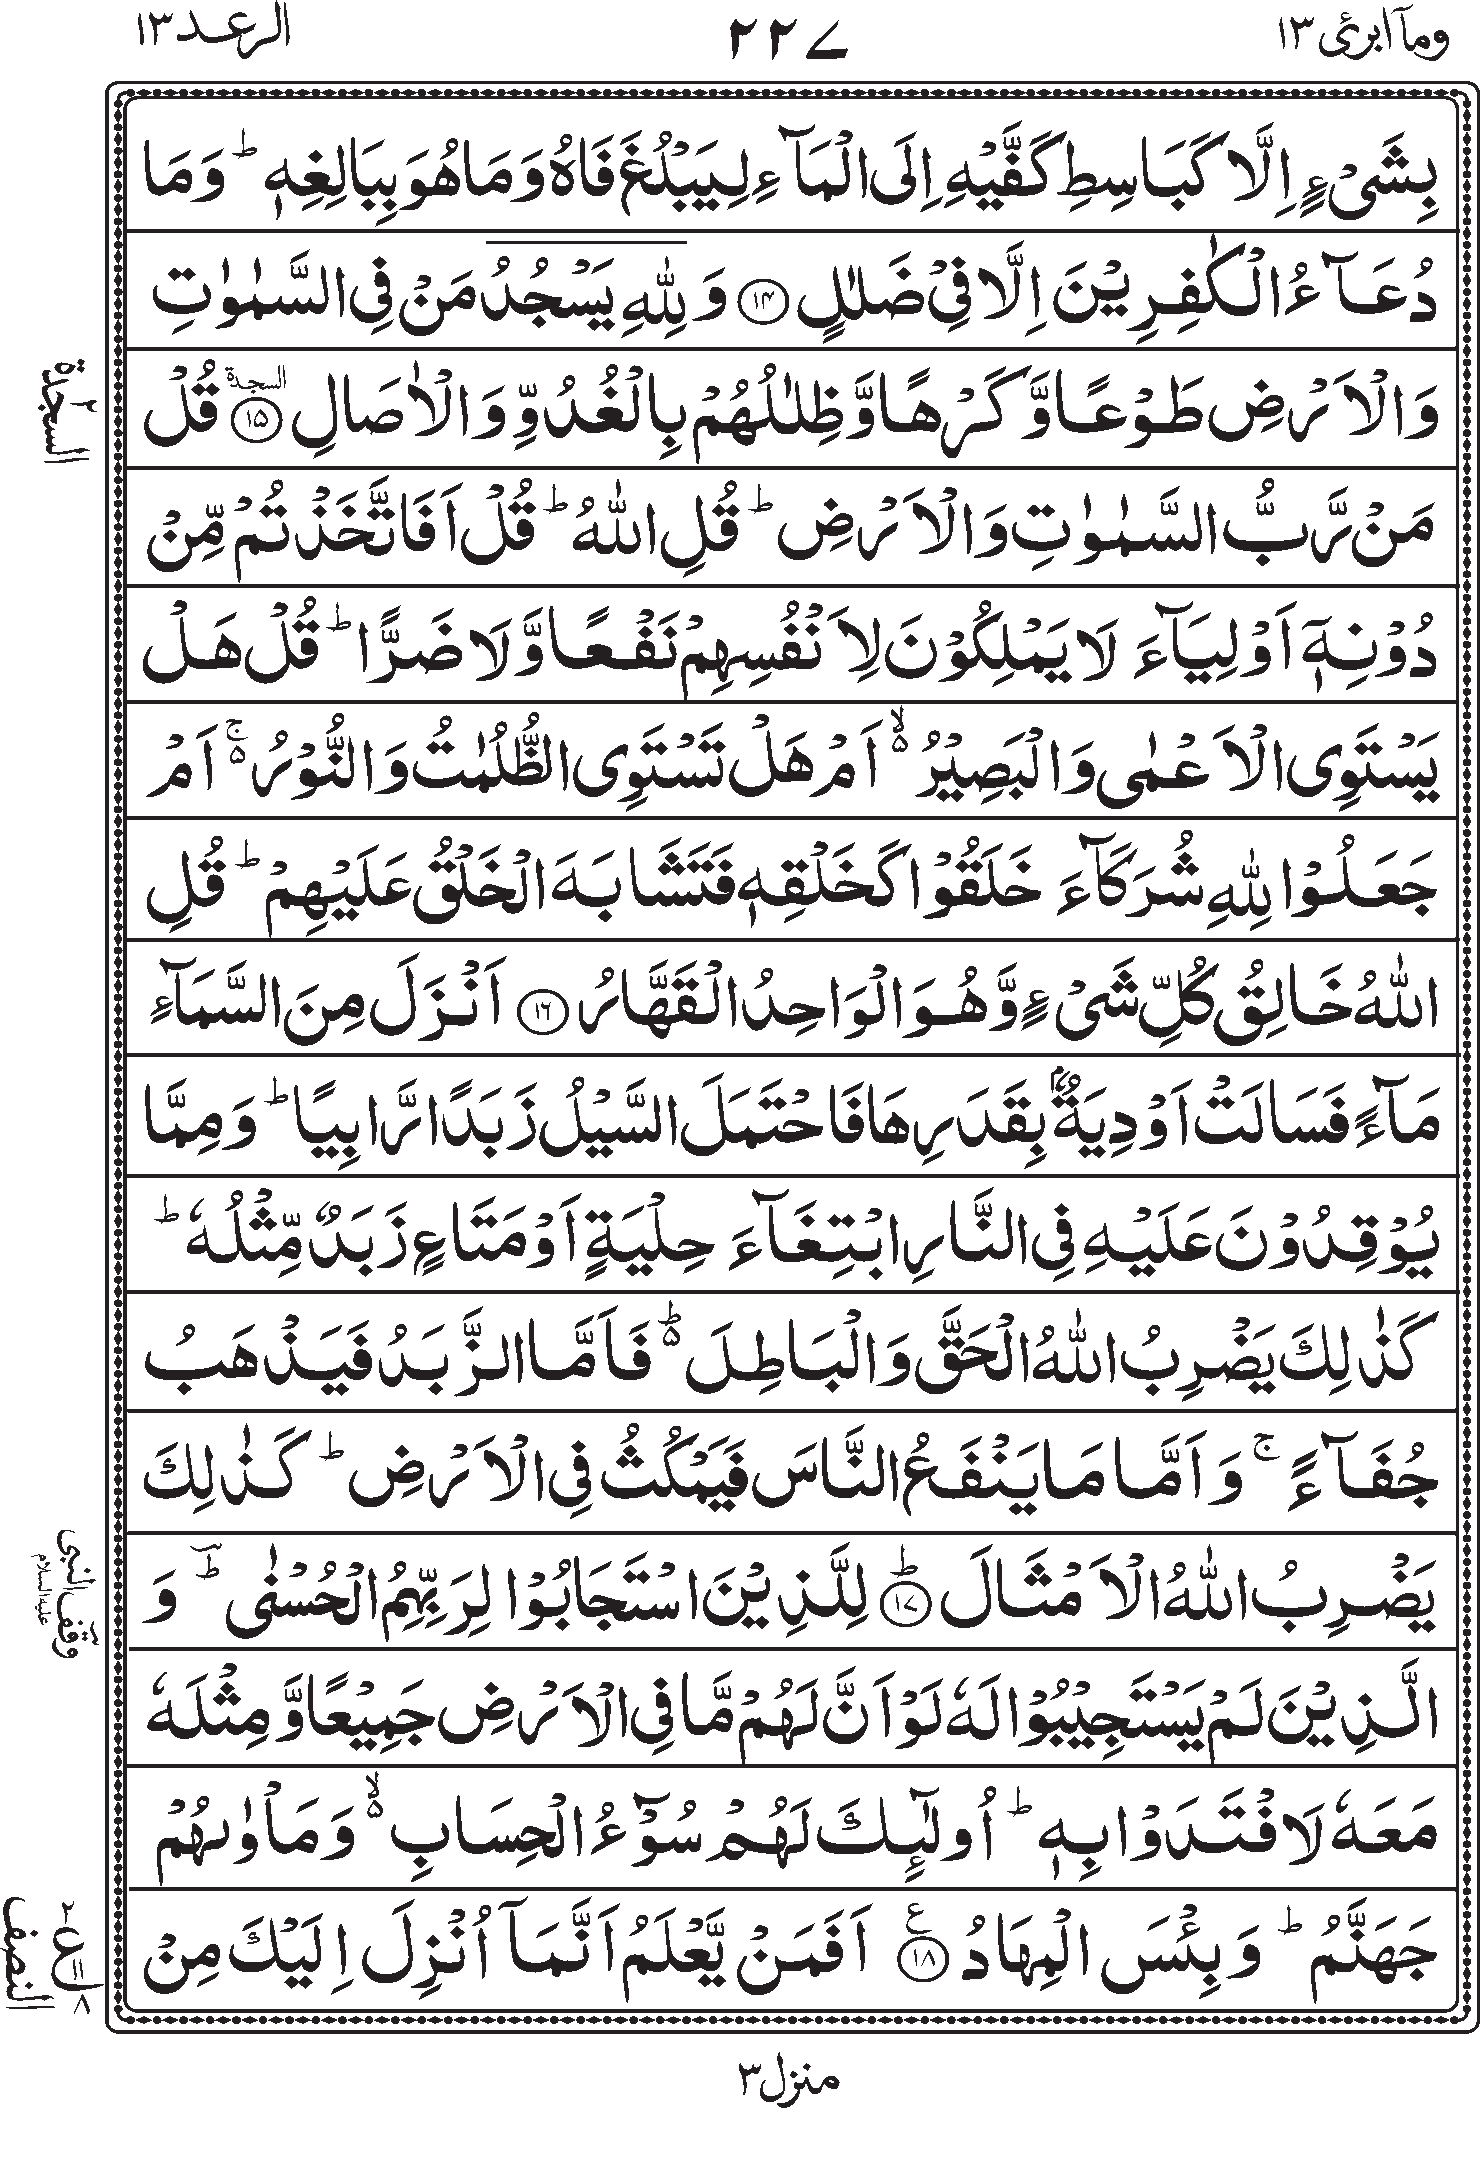 وماۤ ابرئ ١٣
٢٢٧
الرعد ١٣
بِشَیْءٍ اِلَّا كَبَاسِطِ كَفَّیْهِ اِلَی الْمَآءِ لِیَبْلُغَ فَاهُ وَمَا هُوَ بِبَالِغِهٖ ؕ وَمَا
دُعَآءُ الْكٰفِرِیْنَ اِلَّا فِیْ ضَلٰلٍ ﴿۱۴﴾ وَلِلّٰهِ یَسْجُدُ مَنْ فِی السَّمٰوٰتِ
وَالْاَرْضِ طَوْعًا وَّكَرْهًا وَّظِلٰلُهُمْ بِالْغُدُوِّ وَالْاٰصَالِ ﴿۱۵﴾ السجدة قُلْ
السجدة ٢
مَنْ رَّبُّ السَّمٰوٰتِ وَالْاَرْضِ ؕ قُلِ اللّٰهُ ؕ قُلْ اَفَاتَّخَذْتُمْ مِّنْ
دُوْنِهٖۤ اَوْلِیَآءَ لَا یَمْلِكُوْنَ لِاَنْفُسِهِمْ نَفْعًا وَّلَا ضَرًّا ؕ قُلْ هَلْ
یَسْتَوِی الْاَعْمٰی وَالْبَصِیْرُ ۙ۬ اَمْ هَلْ تَسْتَوِی الظُّلُمٰتُ وَالنُّوْرُ ۚ۬ اَمْ
جَعَلُوْا لِلّٰهِ شُرَكَآءَ خَلَقُوْا كَخَلْقِهٖ فَتَشَابَهَ الْخَلْقُ عَلَیْهِمْ ؕ قُلِ
اللّٰهُ خَالِقُ كُلِّ شَیْءٍ وَّهُوَ الْوَاحِدُ الْقَهَّارُ ﴿۱۶﴾ اَنْزَلَ مِنَ السَّمَآءِ
مَآءً فَسَالَتْ اَوْدِیَةٌۢ بِقَدَرِهَا فَاحْتَمَلَ السَّیْلُ زَبَدًا رَّابِیًا ؕ وَمِمَّا
یُوْقِدُوْنَ عَلَیْهِ فِی النَّارِ ابْتِغَآءَ حِلْیَةٍ اَوْ مَتَاعٍ زَبَدٌ مِّثْلُهٗ ؕ
كَذٰلِكَ یَضْرِبُ اللّٰهُ الْحَقَّ وَالْبَاطِلَ ؕ۬ فَاَمَّا الزَّبَدُ فَیَذْهَبُ
جُفَآءً ۚ وَاَمَّا مَا یَنْفَعُ النَّاسَ فَیَمْكُثُ فِی الْاَرْضِ ؕ كَذٰلِكَ
یَضْرِبُ اللّٰهُ الْاَمْثَالَ ﴿۱۷﴾ؕ لِلَّذِیْنَ اسْتَجَابُوْا لِرَبِّهِمُ الْحُسْنٰی ؕؔ وَ
وقف النبی علیه السلام
الَّذِیْنَ لَمْ یَسْتَجِیْبُوْا لَهٗ لَوْ اَنَّ لَهُمْ مَّا فِی الْاَرْضِ جَمِیْعًا وَّمِثْلَهٗ
مَعَهٗ لَافْتَدَوْا بِهٖ ؕ اُولٰٓئِكَ لَهُمْ سُوْٓءُ الْحِسَابِ ۙ۬ وَمَاْوٰىهُمْ
جَهَنَّمُ ؕ وَبِئْسَ الْمِهَادُ ﴿۱۸﴾ ع اَفَمَنْ یَّعْلَمُ اَنَّمَاۤ اُنْزِلَ اِلَیْكَ مِنْ
ع ٢ ١١ ٨
النصف
منزل ٣